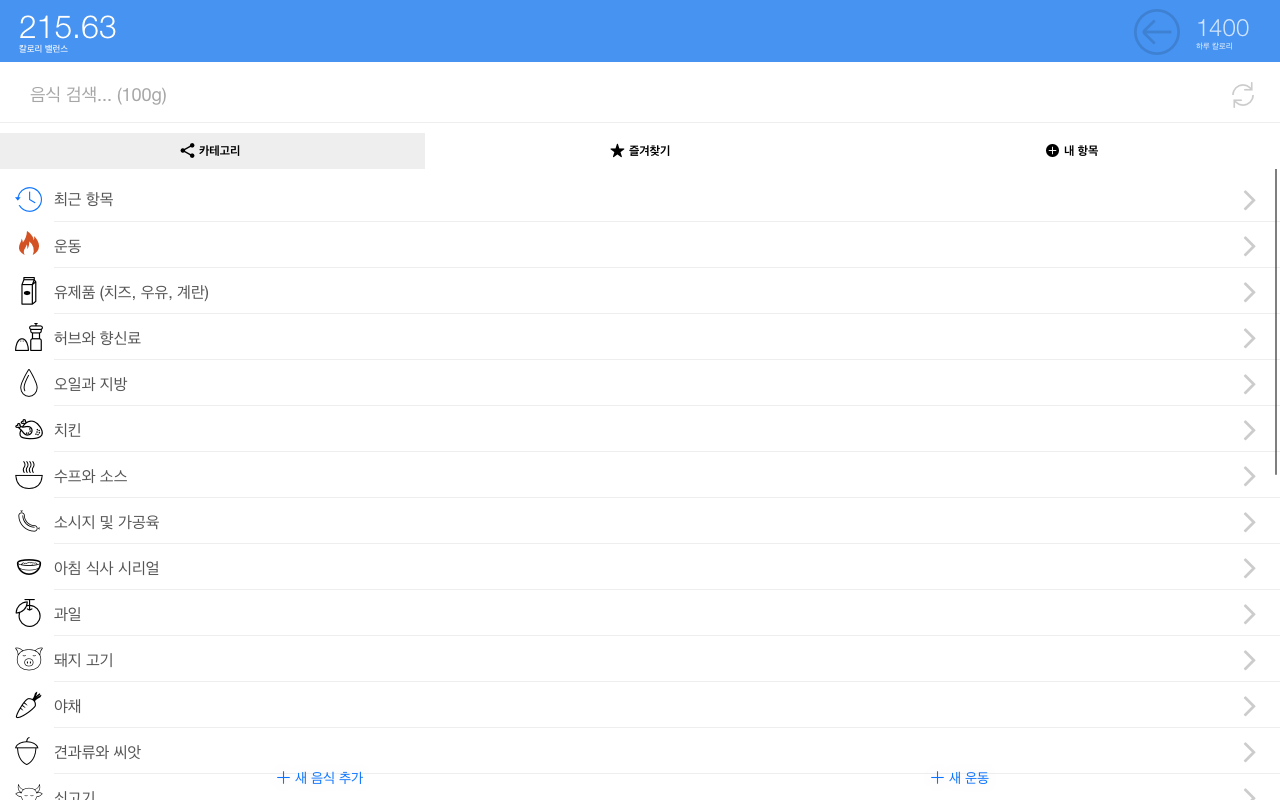 215.63
칼로리 밸런스
1400
하루 칼로리
음식 검색... (100g)
카테고리
즐겨찾기
내 항목
최근 항목
운동
유제품 (치즈, 우유, 계란)
허브와 향신료
오일과 지방
치킨
수프와 소스
소시지 및 가공육
아침 식사 시리얼
과일
돼지 고기
야채
견과류와 씨앗
새 음식 추가
새 운동
쇠고기